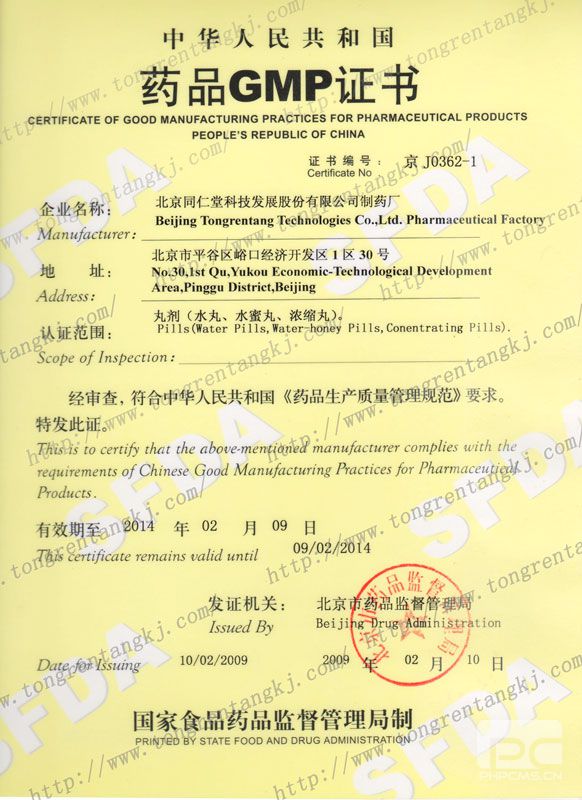 中华人民共和国
药品GMP证书
CERTIFICATE OF GOOD MANUFACTURING PRACTICES FOR PHARMACEUTICAL PRODUCTS
PEOPLE'S REPUBLIC OF CHINA
证书编号: 京 J0362-1
Certificate No
企业名称: 北京同仁堂科技发展股份有限公司制药厂
Manufacturer: Beijing Tongrentang Technologies Co.,Ltd. Pharmaceutical Factory
地 址: 北京市平谷区峪口经济开发区1区30号
No.30,1st Qu,Yukou Economic-Technological Development
Address: Area,Pinggu District,Beijing
认证范围: 丸剂（水丸、水蜜丸、浓缩丸）。
Pills(Water Pills,Water-honey Pills,Conentrating Pills).
Scope of Inspection:
经审查，符合中华人民共和国《药品生产质量管理规范》要求。
特发此证。
This is to certify that the above-mentioned manufacturer complies with the
requirements of Chinese Good Manufacturing Practices for Pharmaceutical
Products.
有效期至 2014 年 02 月 09 日
This certificate remains valid until 09/02/2014
发证机关: 北京市药品监督管理局
Issued By Beijing Drug Administration
Date for Issuing 10/02/2009 2009 年 02 月 10 日
北京市药品监督管理局
国家食品药品监督管理局制
PRINTED BY STATE FOOD AND DRUG ADMINISTRATION
SFDA
SFDA
SFDA
SFDA
SFDA
http://www.tongrentangkj.com/
PHPCMS.CN